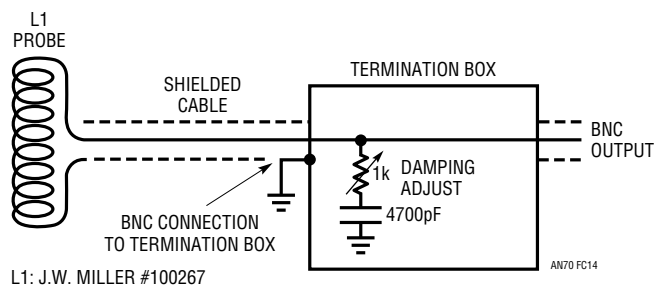 L1
PROBE
SHIELDED
CABLE
TERMINATION BOX
BNC
OUTPUT
1k
DAMPING
ADJUST
4700pF
BNC CONNECTION
TO TERMINATION BOX
AN70 FC14
L1: J.W. MILLER #100267